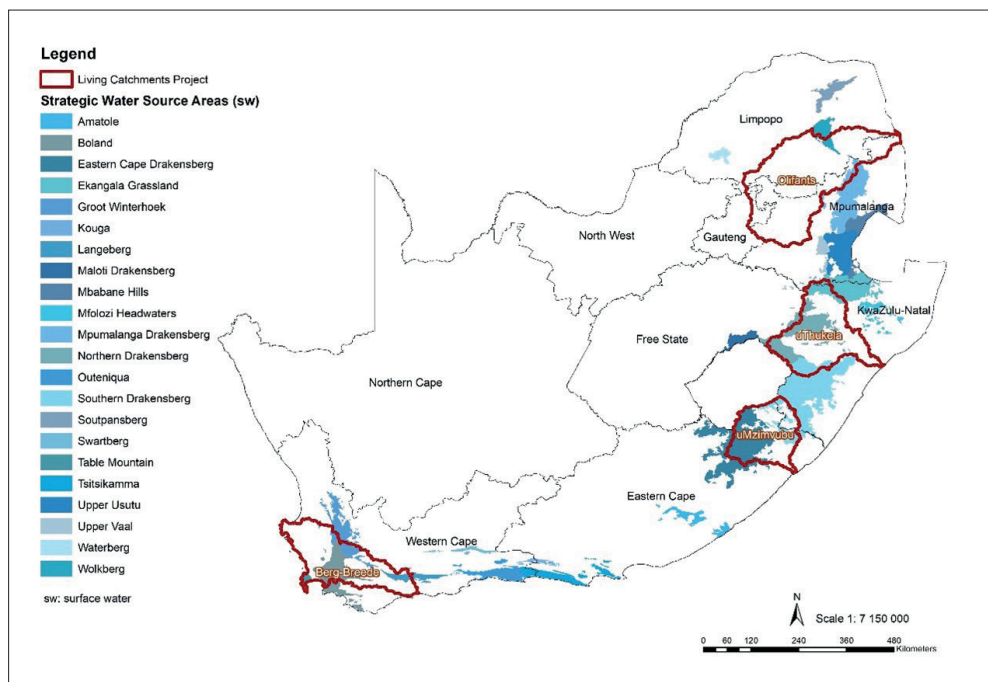 Legend
Living Catchments Project
Strategic Water Source Areas (sw)
Amatole
Boland
Eastern Cape Drakensberg
Ekangala Grassland
Groot Winterhoek
Kouga
Langeberg
Maloti Drakensberg
Mbabane Hills
Mfolozi Headwaters
Mpumalanga Drakensberg
Northern Drakensberg
Outeniqua
Southern Drakensberg
Soutpansberg
Swartberg
Table Mountain
Tsitsikamma
Upper Usutu
Upper Vaal
Waterberg
Wolkberg
sw: surface water
Limpopo
Olifants
Mpumalanga
North West
Gauteng
KwaZulu-Natal
Free State
uThukela
Northern Cape
uMzimvubu
Eastern Cape
Western Cape
Berg-Breede
N
Scale 1: 7 150 000
0 60 120 240 360 480
Kilometers